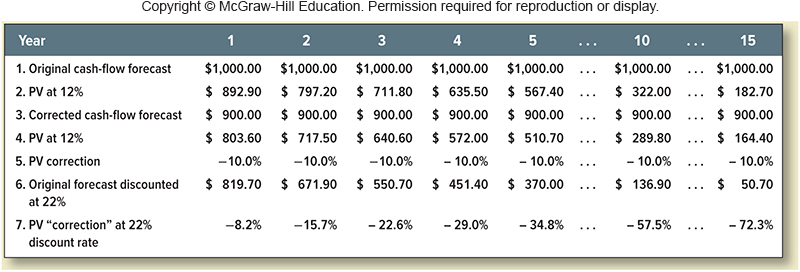 Copyright © McGraw-Hill Education. Permission required for reproduction or display.
Year 1 2 3 4 5 ... 10 ... 15
1. Original cash-flow forecast $1,000.00 $1,000.00 $1,000.00 $1,000.00 $1,000.00 ... $1,000.00 ... $1,000.00
2. PV at 12% $ 892.90 $ 797.20 $ 711.80 $ 635.50 $ 567.40 ... $ 322.00 ... $ 182.70
3. Corrected cash-flow forecast $ 900.00 $ 900.00 $ 900.00 $ 900.00 $ 900.00 ... $ 900.00 ... $ 900.00
4. PV at 12% $ 803.60 $ 717.50 $ 640.60 $ 572.00 $ 510.70 ... $ 289.80 ... $ 164.40
5. PV correction −10.0% −10.0% −10.0% − 10.0% − 10.0% ... − 10.0% ... − 10.0%
6. Original forecast discounted $ 819.70 $ 671.90 $ 550.70 $ 451.40 $ 370.00 ... $ 136.90 ... $ 50.70
at 22%
7. PV “correction” at 22% −8.2% −15.7% − 22.6% − 29.0% − 34.8% ... − 57.5% ... − 72.3%
discount rate